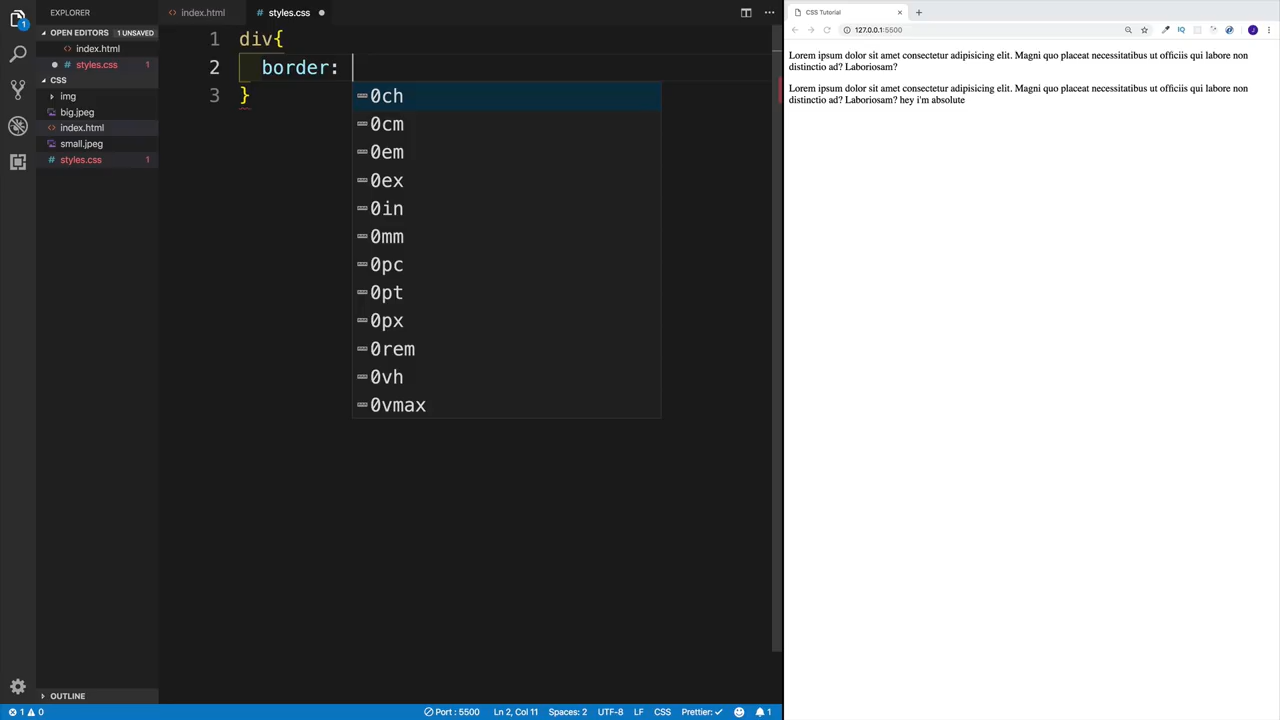 EXPLORER
OPEN EDITORS 1 UNSAVED
index.html
styles.css 1
CSS
img
big.jpeg
index.html
small.jpeg
styles.css 1
OUTLINE
1
index.html
styles.css
1 div{
2 border:
3 }
0ch
0cm
0em
0ex
0in
0mm
0pc
0pt
0px
0rem
0vh
0vmax
1 0
Port : 5500 Ln 2, Col 11 Spaces: 2 UTF-8 LF CSS Prettier: 1
CSS Tutorial
127.0.0.1:5500
IQ
J
Lorem ipsum dolor sit amet consectetur adipisicing elit. Magni quo placeat necessitatibus ut officiis qui labore non
distinctio ad? Laboriosam?
Lorem ipsum dolor sit amet consectetur adipisicing elit. Magni quo placeat necessitatibus ut officiis qui labore non
distinctio ad? Laboriosam? hey i'm absolute